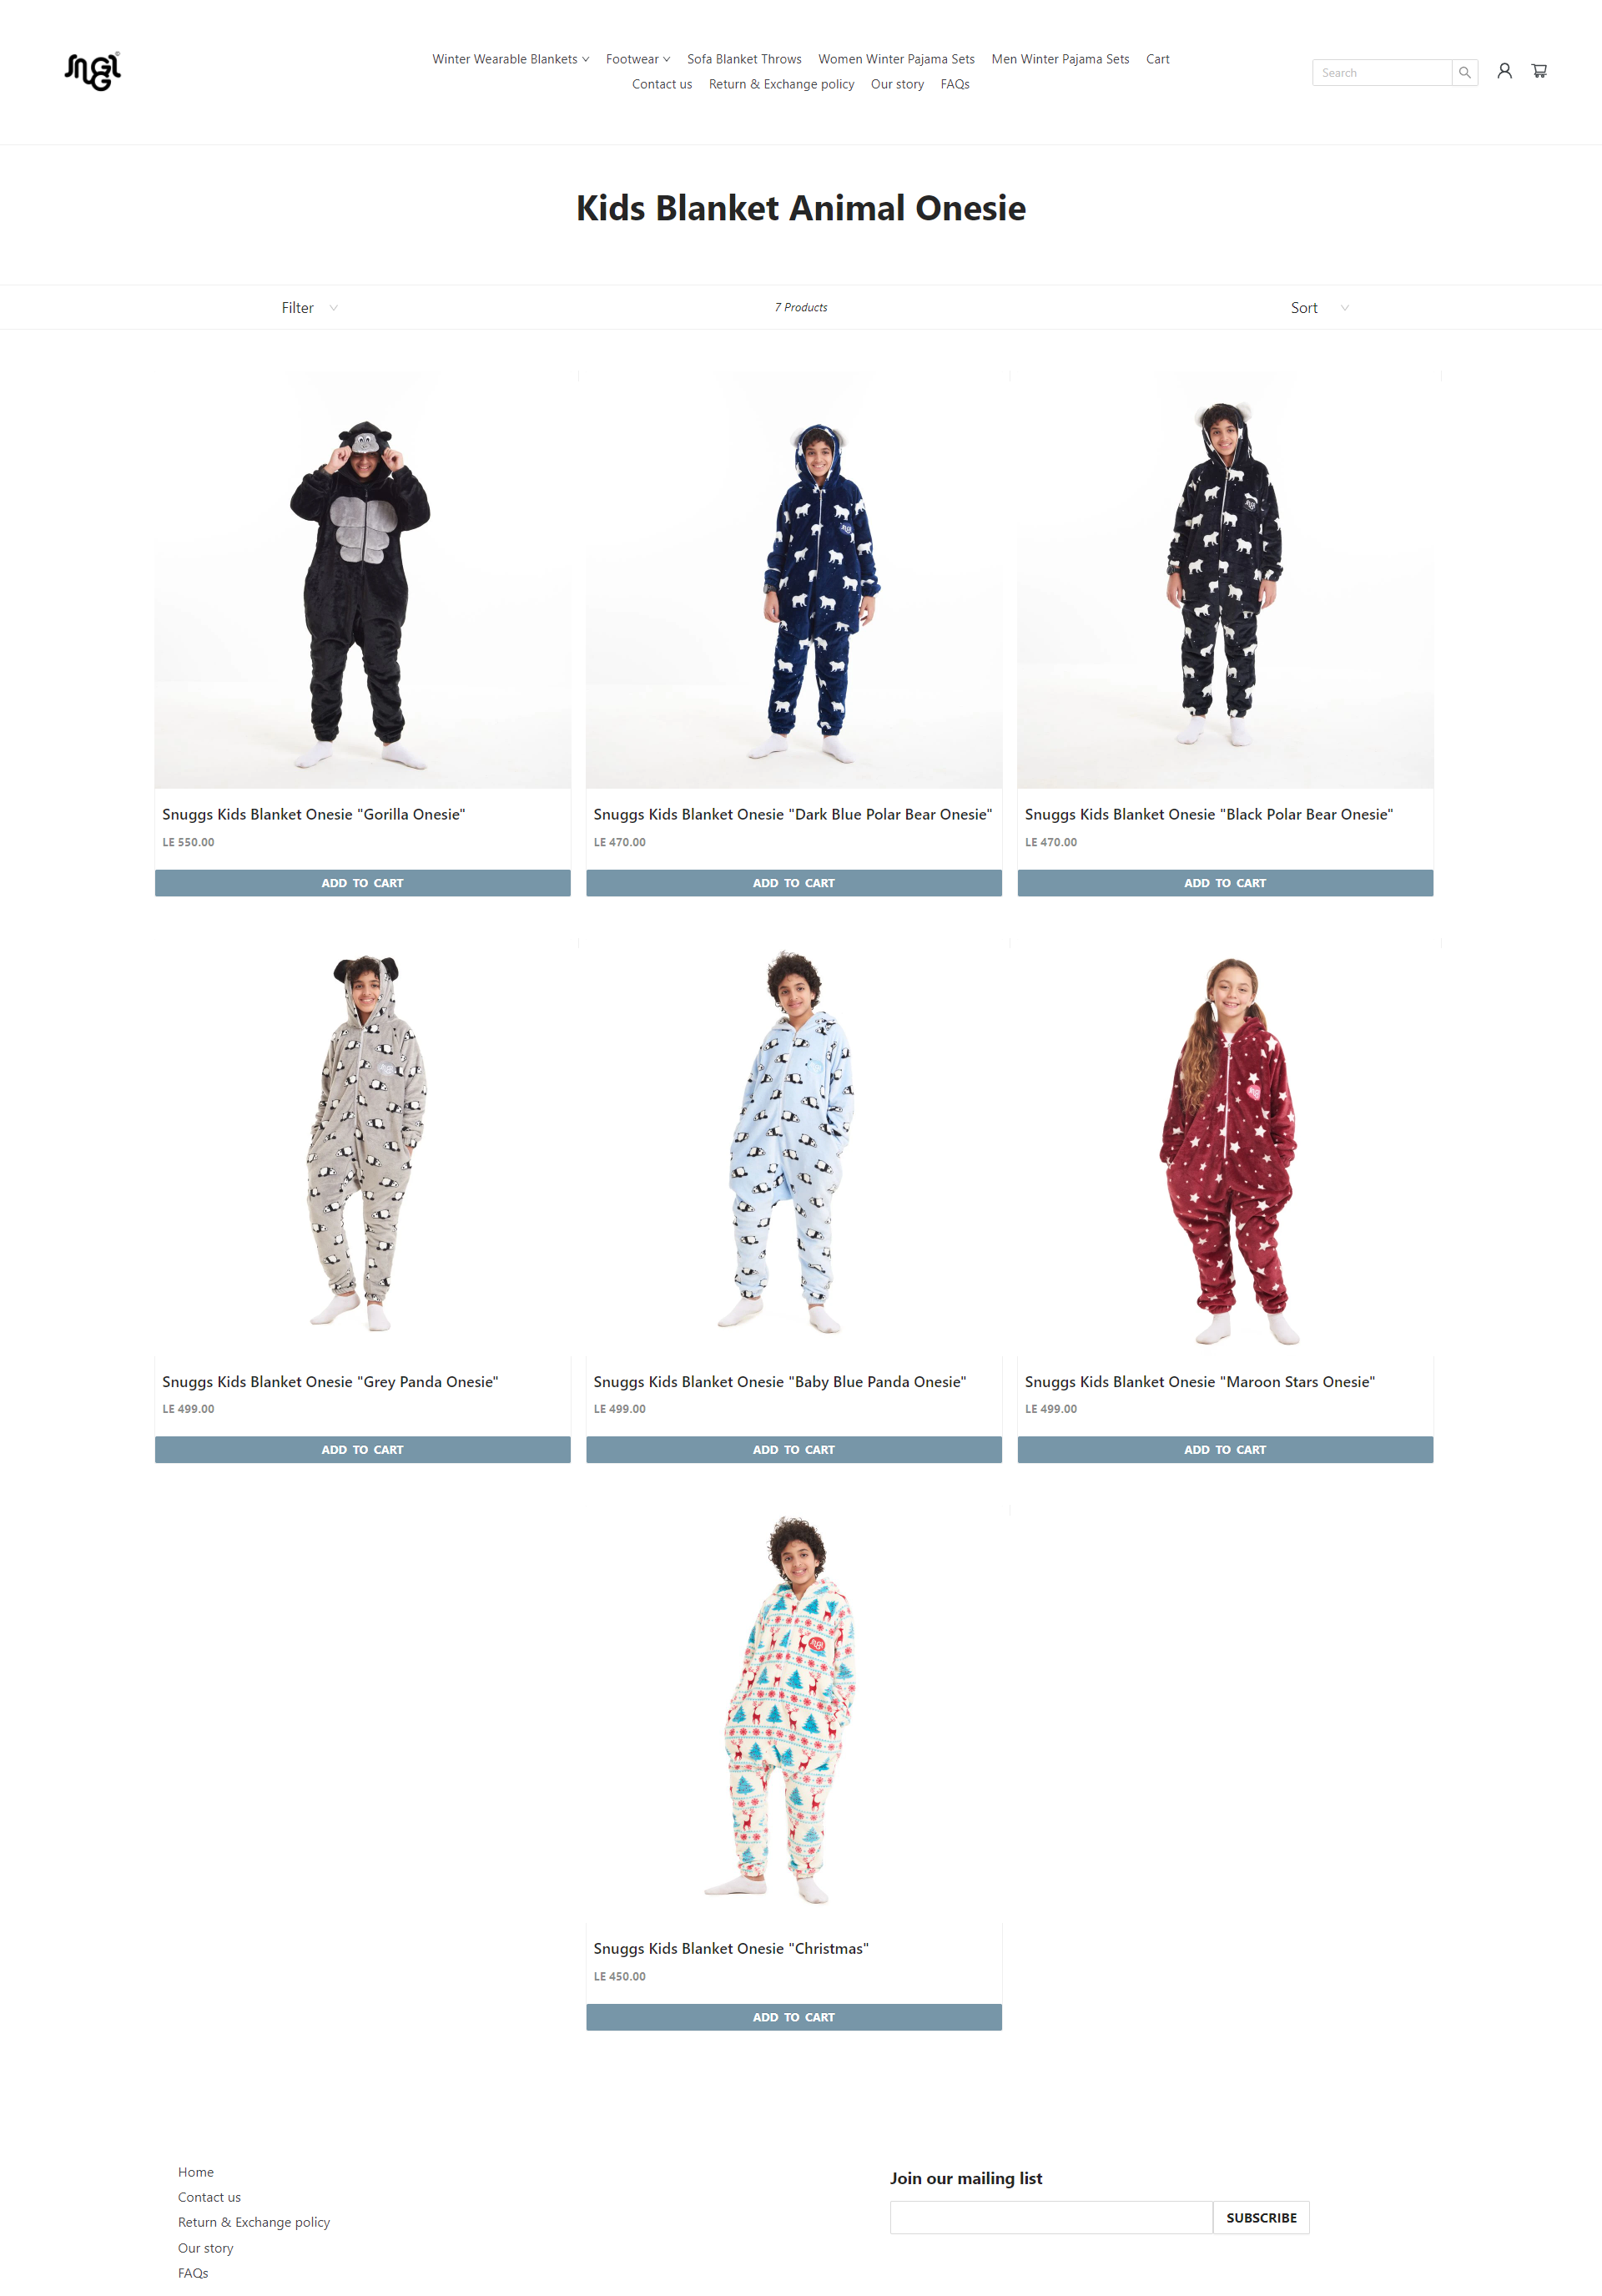 SNGGL
Winter Wearable Blankets Footwear Sofa Blanket Throws Women Winter Pajama Sets Men Winter Pajama Sets Cart
Contact us Return & Exchange policy Our story FAQs
Search
Kids Blanket Animal Onesie
Filter
7 Products
Sort
Snuggs Kids Blanket Onesie "Gorilla Onesie"
LE 550.00
ADD TO CART
Snuggs Kids Blanket Onesie "Dark Blue Polar Bear Onesie"
LE 470.00
ADD TO CART
Snuggs Kids Blanket Onesie "Black Polar Bear Onesie"
LE 470.00
ADD TO CART
Snuggs Kids Blanket Onesie "Grey Panda Onesie"
LE 499.00
ADD TO CART
Snuggs Kids Blanket Onesie "Baby Blue Panda Onesie"
LE 499.00
ADD TO CART
Snuggs Kids Blanket Onesie "Maroon Stars Onesie"
LE 499.00
ADD TO CART
Snuggs Kids Blanket Onesie "Christmas"
LE 450.00
ADD TO CART
Home
Contact us
Return & Exchange policy
Our story
FAQs
Join our mailing list
SUBSCRIBE